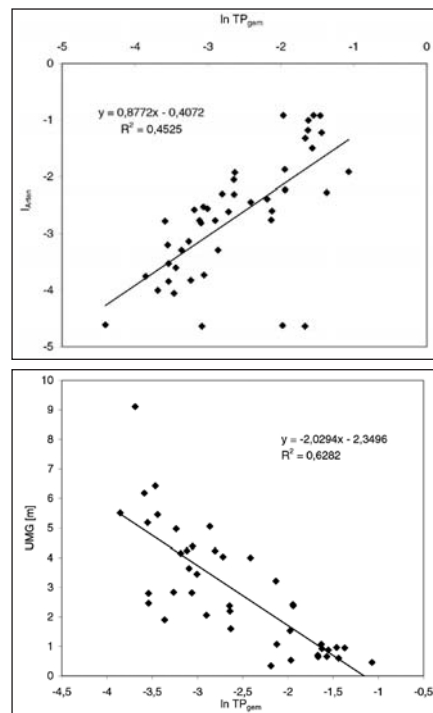 ln TPgem
-5 -4 -3 -2 -1 0
0
y = 0,8772x - 0,4072
R² = 0,4525
-1
-2
IArten
-3
-4
-5
10
9
y = -2,0294x - 2,3496
R² = 0,6282
8
7
6
UMG [m]
5
4
3
2
1
0
-4,5 -4 -3,5 -3 -2,5 -2 -1,5 -1 -0,5
ln TPgem